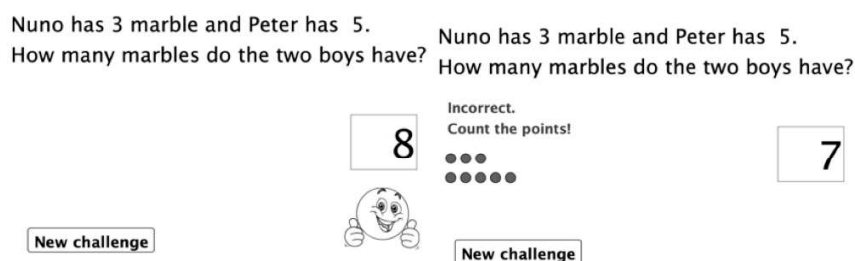 Nuno has 3 marble and Peter has 5.
How many marbles do the two boys have?
8
New challenge
Nuno has 3 marble and Peter has 5.
How many marbles do the two boys have?
Incorrect.
Count the points!
7
New challenge